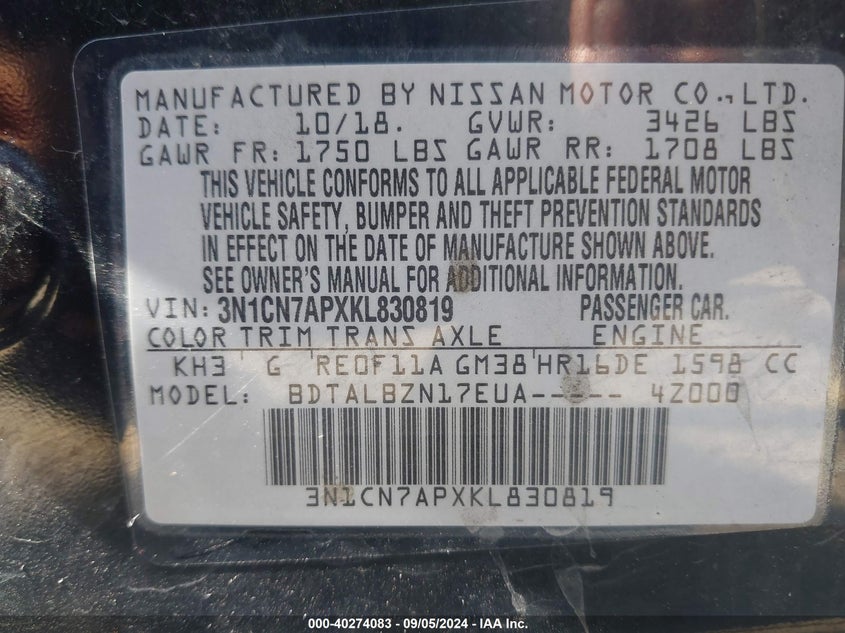 MANUFACTURED BY NISSAN MOTOR CO.,LTD.
DATE: 10/18. GVWR: 3426 LBS
GAWR FR: 1750 LBS GAWR RR: 1708 LBS
THIS VEHICLE CONFORMS TO ALL APPLICABLE FEDERAL MOTOR
VEHICLE SAFETY, BUMPER AND THEFT PREVENTION STANDARDS
IN EFFECT ON THE DATE OF MANUFACTURE SHOWN ABOVE.
SEE OWNER'S MANUAL FOR ADDITIONAL INFORMATION.
VIN: 3N1CN7APXKL830819 PASSENGER CAR.
COLOR TRIM TRANS AXLE ENGINE
KH3 ' G ' RE0F11A GM38 ' HR16DE 1598 CC
MODEL: BDTALBZN17EUA----- 4Z000
3N1CN7APXKL830819
000-40274083 - 09/05/2024 - IAA Inc.